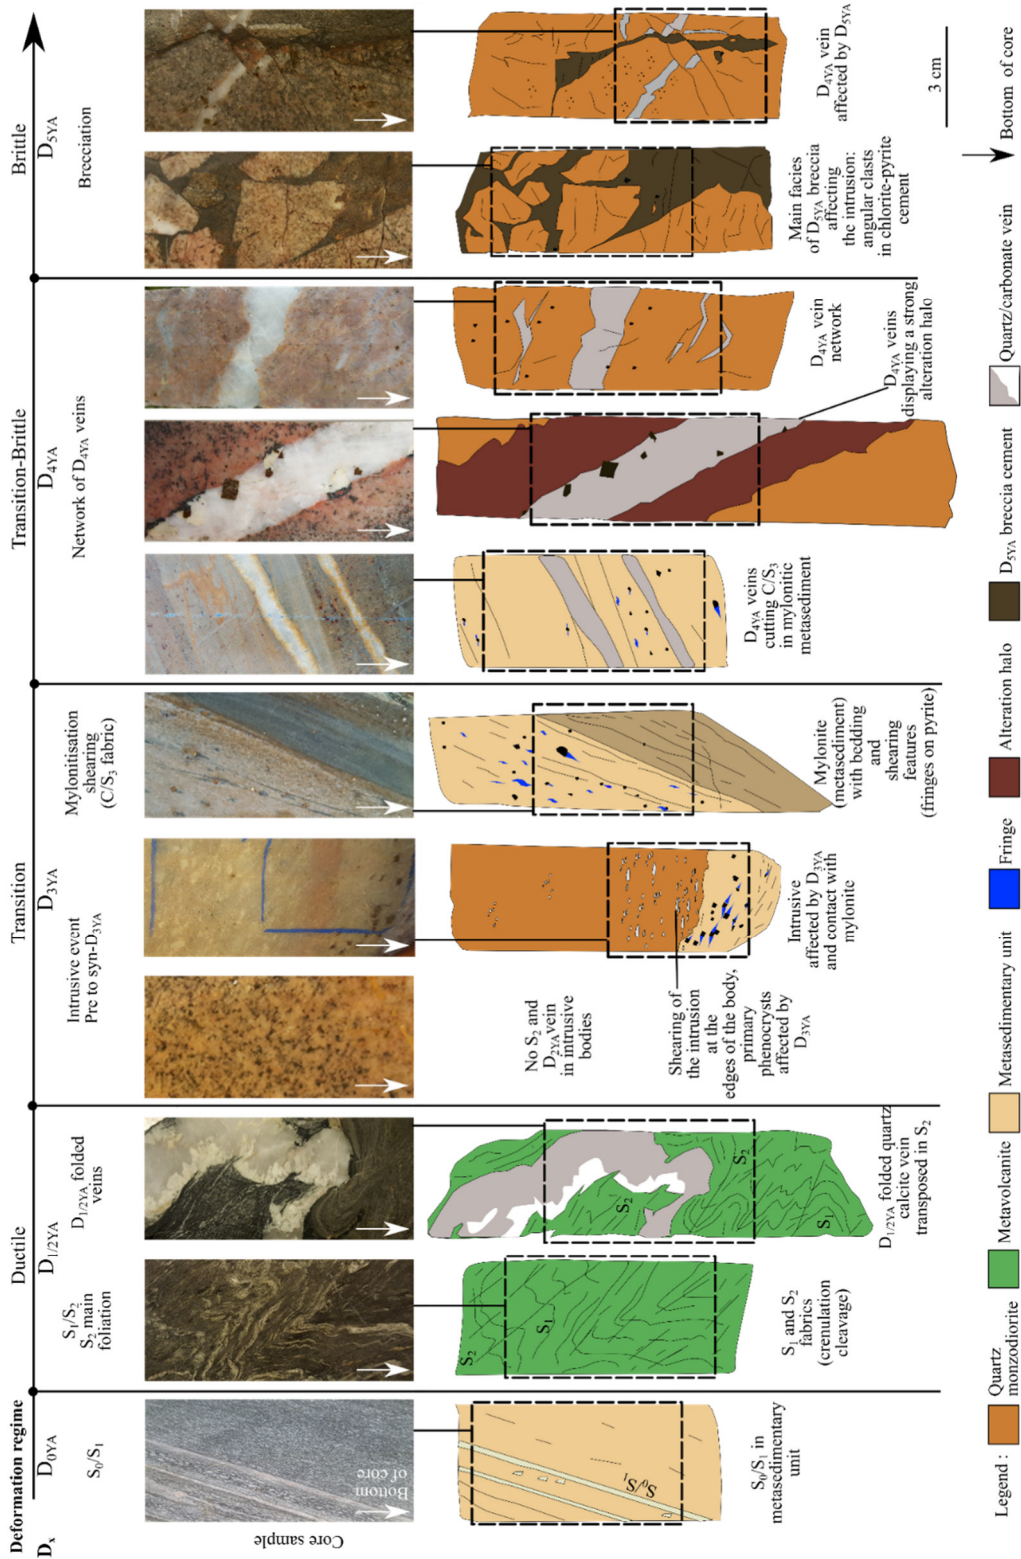 Deformation regime
Ductile
Transition
Transition-Brittle
Brittle
Dₓ
D0YA
D1/2YA
D3YA
D4YA
D5YA
S₀/S₁
S₁/S₂
S₂ main
foliation
D1/2YA folded
veins
Intrusive event
Pre to syn-D3YA
Mylonitisation
shearing
(C/S₃ fabric)
Network of D4YA veins
Brecciation
Core sample
Bottom
of core
S₀/S₁
S₂
S₁
S₂
S₂
S₁
No S₂ and
D2YA vein
in intrusive
bodies
Shearing of
the intrusion
at the
edges of the body,
primary
phenocrysts
affected by
D3YA
S₀/S₁ in
metasedimentary
unit
S₁ and S₂
fabrics
(crenulation
cleavage)
D1/2YA folded quartz
calcite vein
transposed in S₂
Intrusive
affected by D3YA
and contact with
mylonite
Mylonite
(metasediment)
with bedding
and
shearing
features
(fringes on pyrite)
D4YA veins
cutting C/S₃
in mylonitic
metasediment
D4YA veins
displaying a strong
alteration halo
D4YA vein
network
Main facies
of D5YA breccia
affecting
the intrusion:
angular clasts
in chlorite-pyrite
cement
D4YA vein
affected by D5YA
3 cm
Legend :
Quartz
monzodiorite
Metavolcanite
Metasedimentary unit
Fringe
Alteration halo
D5YA breccia cement
Quartz/carbonate vein
Bottom of core